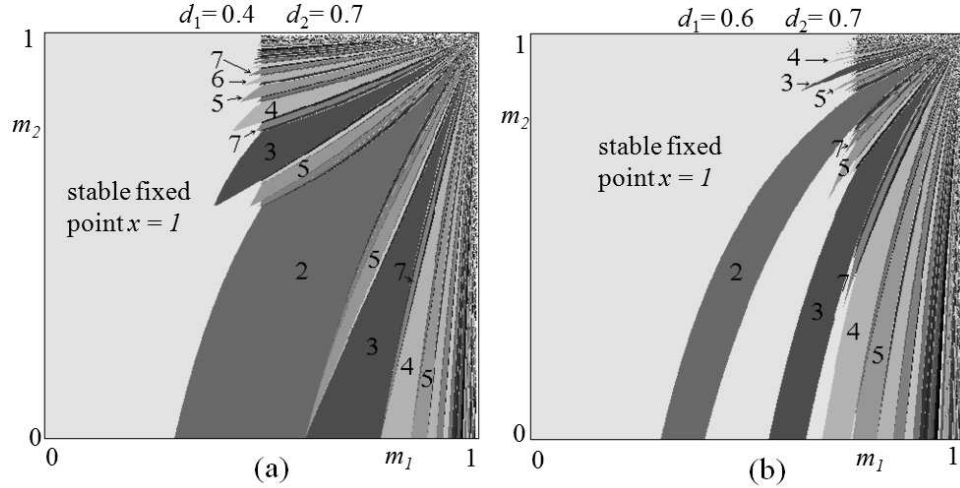 d1 = 0.4 d2 = 0.7
1
7
6
5
4
7
3
5
m2
stable fixed
point x = 1
2
5
7
3
4
5
0
0
m1
1
(a)
d1 = 0.6 d2 = 0.7
1
4
3
5
m2
7
5
stable fixed
point x = 1
2
7
3
4
5
0
0
m1
1
(b)